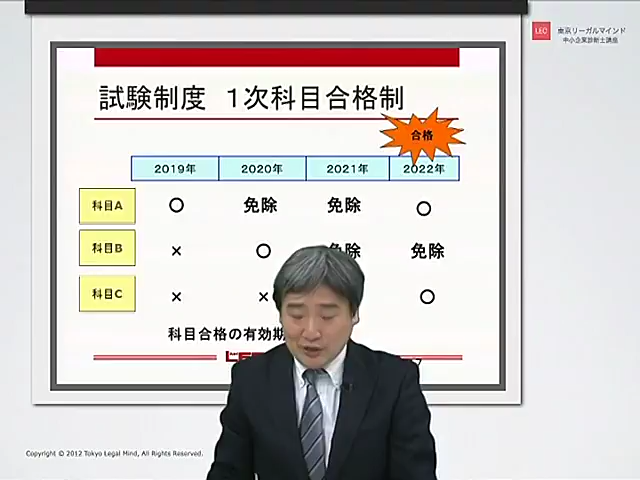 LEC 東京リーガルマインド
中小企業診断士講座
試験制度 1次科目合格制
合格
2019年 2020年 2021年 2022年
科目A ○ 免除 免除 ○
科目B × ○ 免除 免除
科目C × × ○
科目合格の有効期
7
Copyright © 2012 Tokyo Legal Mind, All Rights Reserved.